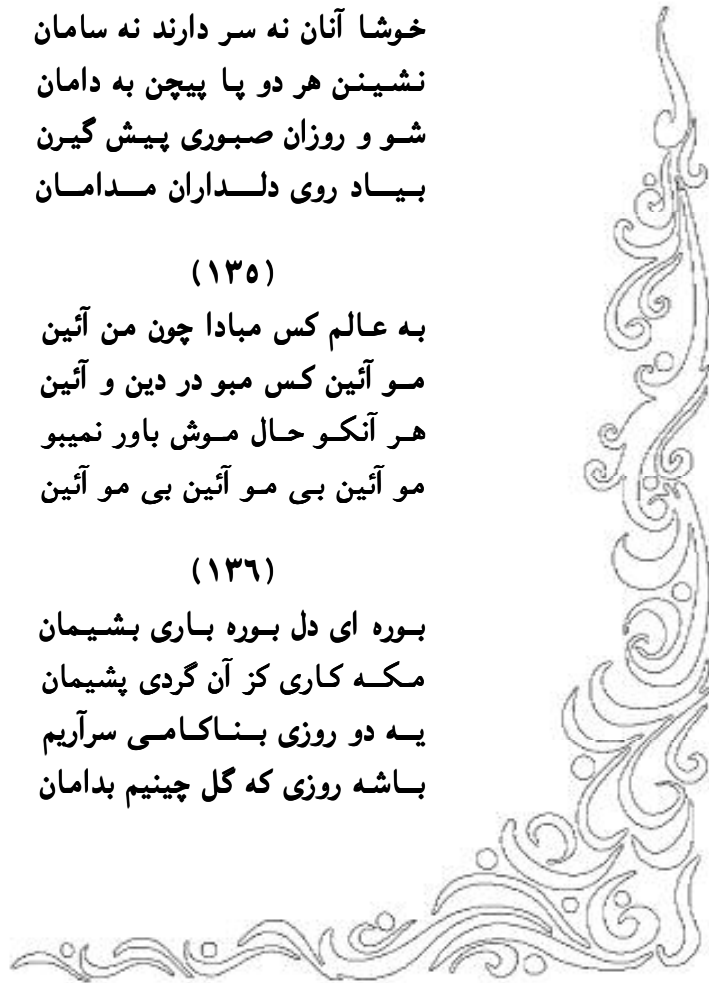 خوشا آنان نه سر دارند نه سامان
نشینن هر دو پا پیچن به دامان
شو و روزان صبوری پیش گیرن
بیاد روی دلداران مدامان
(۱۳۵)
به عالم کس مبادا چون من آئین
مو آئین کس مبو در دین و آئین
هر آنکو حال موش باور نمیبو
مو آئین بی مو آئین بی مو آئین
(۱۳٦)
بوره ای دل بوره باری بشیمان
مکه کاری کز آن گردی پشیمان
یه دو روزی بناکامی سرآریم
باشه روزی که گل چینیم بدامان